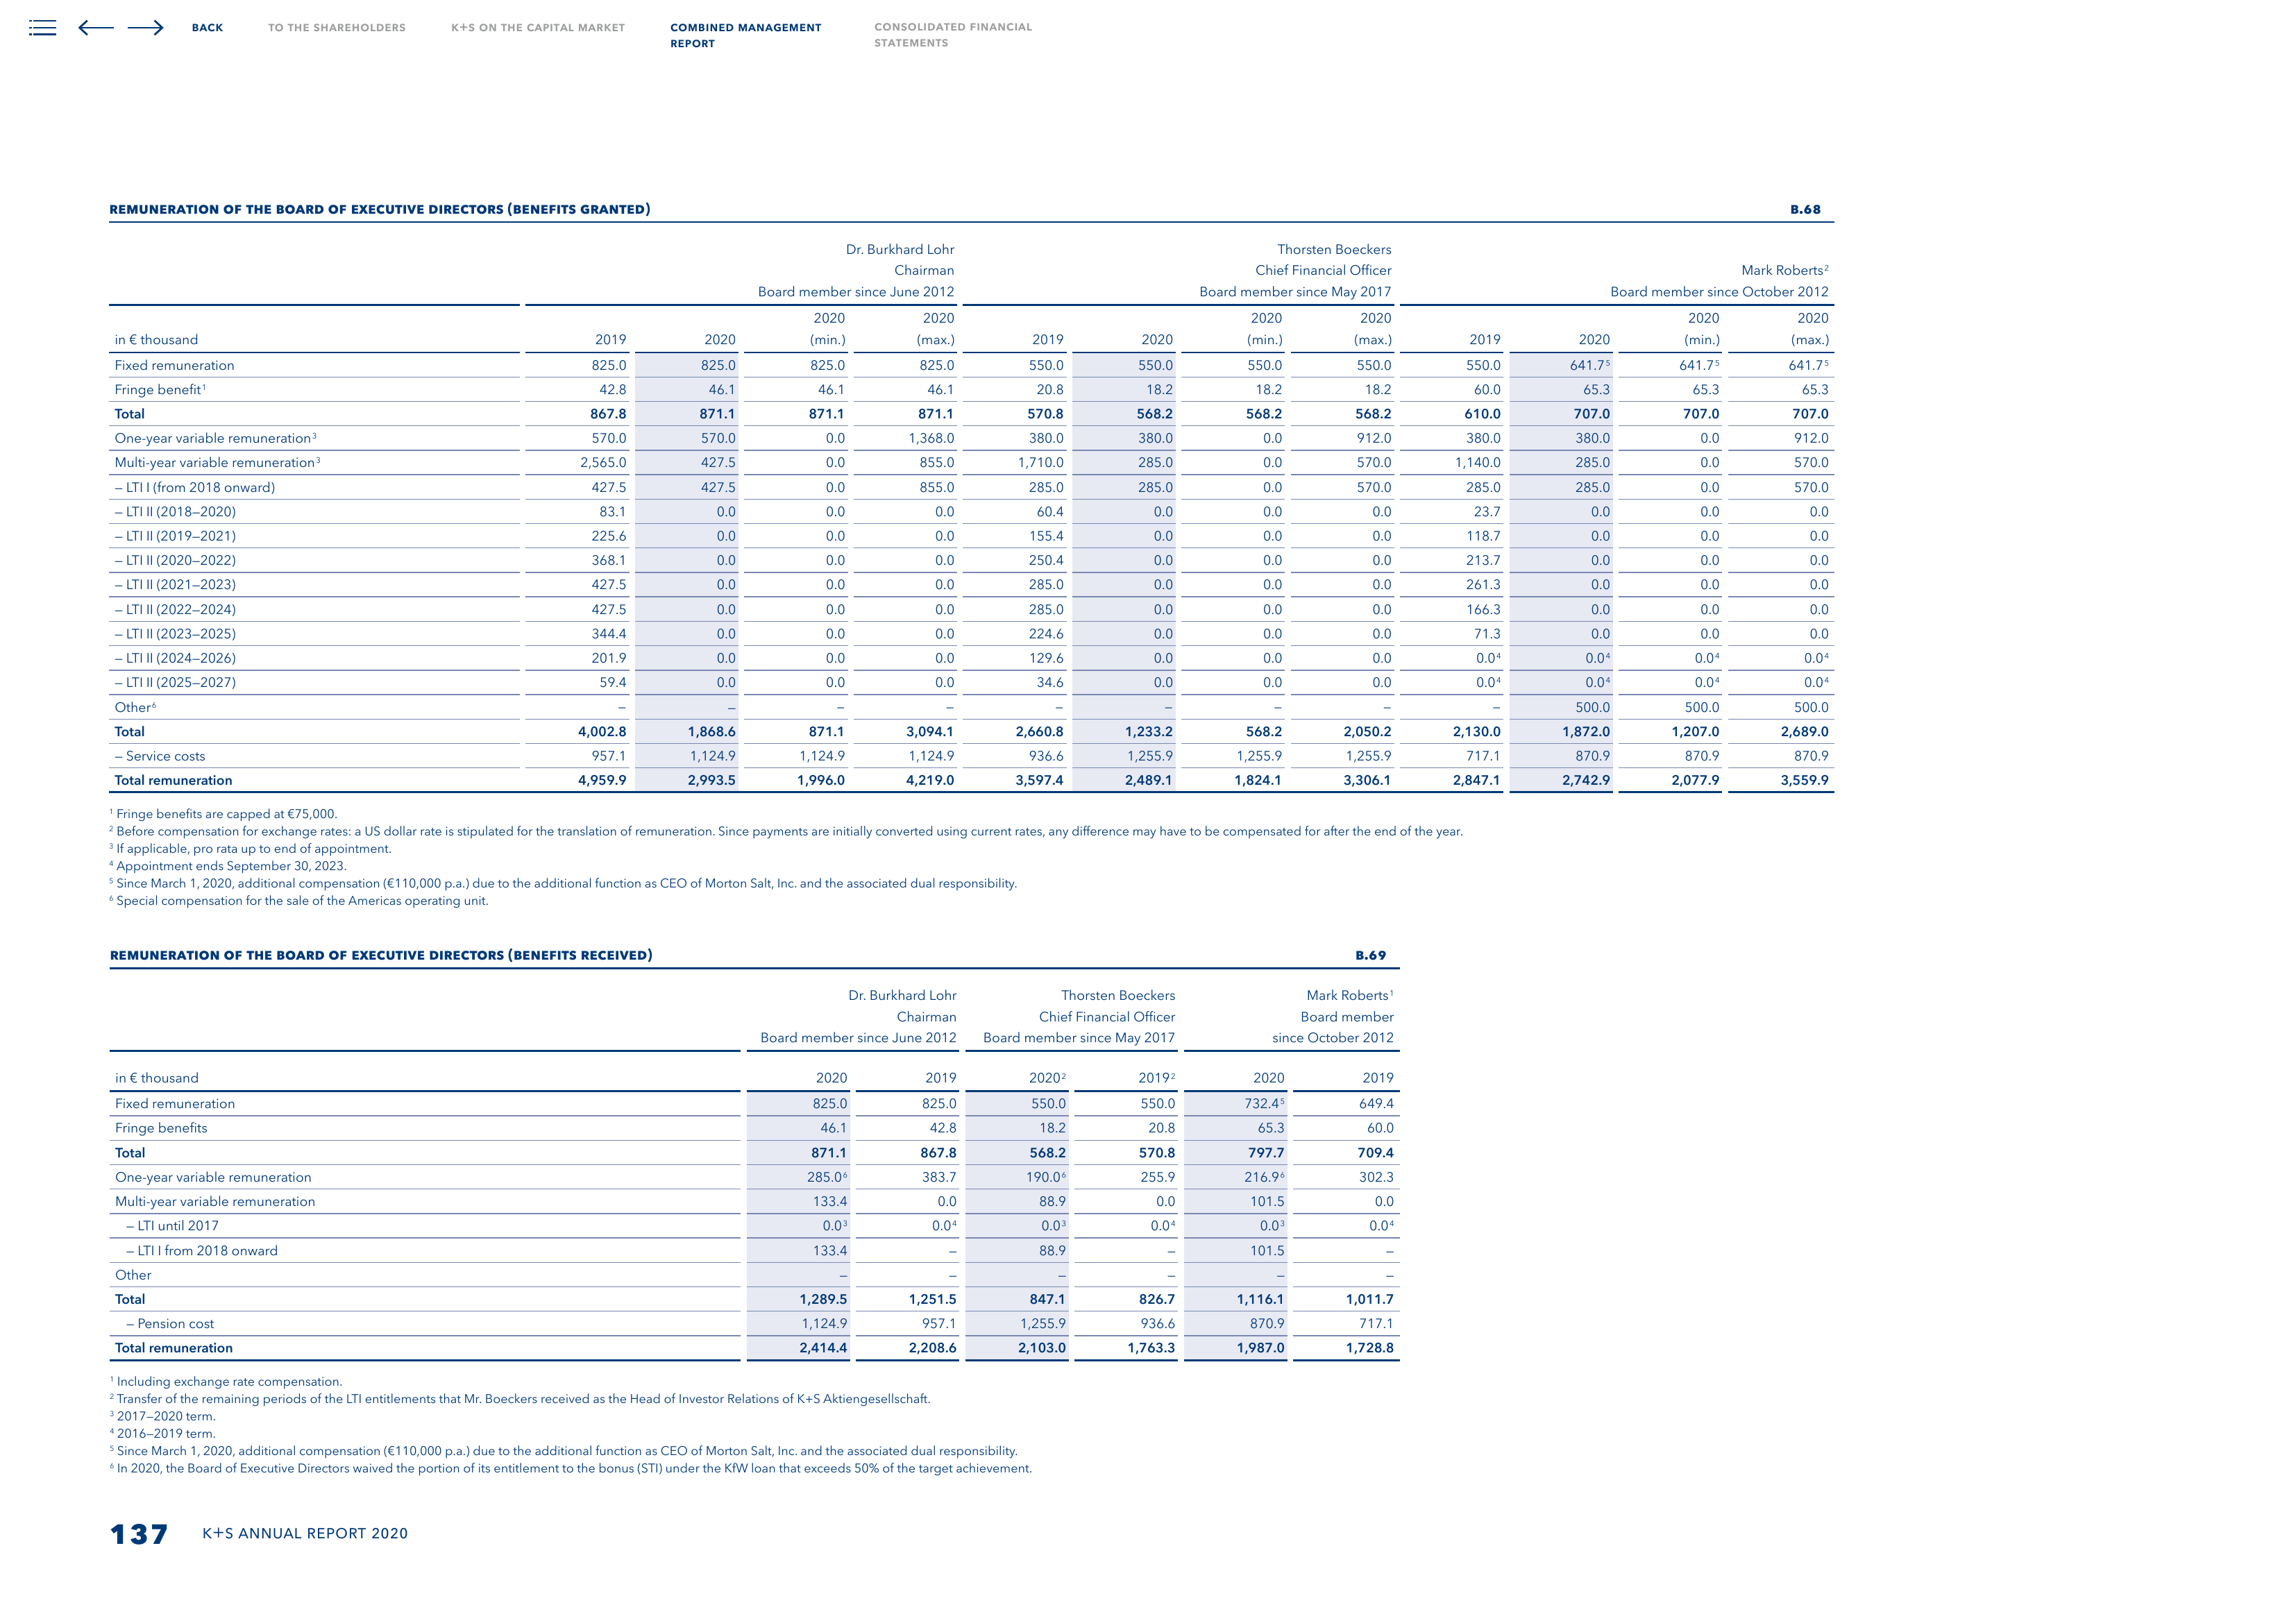 BACK TO THE SHAREHOLDERS K+S ON THE CAPITAL MARKET COMBINED MANAGEMENT REPORT CONSOLIDATED FINANCIAL STATEMENTS
REMUNERATION OF THE BOARD OF EXECUTIVE DIRECTORS (BENEFITS GRANTED) B.68
Dr. Burkhard Lohr Thorsten Boeckers
Chairman Chief Financial Officer Mark Roberts²
Board member since June 2012 Board member since May 2017 Board member since October 2012
2020 2020 2020 2020 2020 2020
in € thousand 2019 2020 (min.) (max.) 2019 2020 (min.) (max.) 2019 2020 (min.) (max.)
Fixed remuneration 825.0 825.0 825.0 825.0 550.0 550.0 550.0 550.0 550.0 641.7⁵ 641.7⁵ 641.7⁵
Fringe benefit¹ 42.8 46.1 46.1 46.1 20.8 18.2 18.2 18.2 60.0 65.3 65.3 65.3
Total 867.8 871.1 871.1 871.1 570.8 568.2 568.2 568.2 610.0 707.0 707.0 707.0
One-year variable remuneration³ 570.0 570.0 0.0 1,368.0 380.0 380.0 0.0 912.0 380.0 380.0 0.0 912.0
Multi-year variable remuneration³ 2,565.0 427.5 0.0 855.0 1,710.0 285.0 0.0 570.0 1,140.0 285.0 0.0 570.0
– LTI I (from 2018 onward) 427.5 427.5 0.0 855.0 285.0 285.0 0.0 570.0 285.0 285.0 0.0 570.0
– LTI II (2018–2020) 83.1 0.0 0.0 0.0 60.4 0.0 0.0 0.0 23.7 0.0 0.0 0.0
– LTI II (2019–2021) 225.6 0.0 0.0 0.0 155.4 0.0 0.0 0.0 118.7 0.0 0.0 0.0
– LTI II (2020–2022) 368.1 0.0 0.0 0.0 250.4 0.0 0.0 0.0 213.7 0.0 0.0 0.0
– LTI II (2021–2023) 427.5 0.0 0.0 0.0 285.0 0.0 0.0 0.0 261.3 0.0 0.0 0.0
– LTI II (2022–2024) 427.5 0.0 0.0 0.0 285.0 0.0 0.0 0.0 166.3 0.0 0.0 0.0
– LTI II (2023–2025) 344.4 0.0 0.0 0.0 224.6 0.0 0.0 0.0 71.3 0.0 0.0 0.0
– LTI II (2024–2026) 201.9 0.0 0.0 0.0 129.6 0.0 0.0 0.0 0.0⁴ 0.0⁴ 0.0⁴ 0.0⁴
– LTI II (2025–2027) 59.4 0.0 0.0 0.0 34.6 0.0 0.0 0.0 0.0⁴ 0.0⁴ 0.0⁴ 0.0⁴
Other⁶ – – – – – – – – – 500.0 500.0 500.0
Total 4,002.8 1,868.6 871.1 3,094.1 2,660.8 1,233.2 568.2 2,050.2 2,130.0 1,872.0 1,207.0 2,689.0
– Service costs 957.1 1,124.9 1,124.9 1,124.9 936.6 1,255.9 1,255.9 1,255.9 717.1 870.9 870.9 870.9
Total remuneration 4,959.9 2,993.5 1,996.0 4,219.0 3,597.4 2,489.1 1,824.1 3,306.1 2,847.1 2,742.9 2,077.9 3,559.9
¹ Fringe benefits are capped at €75,000.
² Before compensation for exchange rates: a US dollar rate is stipulated for the translation of remuneration. Since payments are initially converted using current rates, any difference may have to be compensated for after the end of the year.
³ If applicable, pro rata up to end of appointment.
⁴ Appointment ends September 30, 2023.
⁵ Since March 1, 2020, additional compensation (€110,000 p.a.) due to the additional function as CEO of Morton Salt, Inc. and the associated dual responsibility.
⁶ Special compensation for the sale of the Americas operating unit.
REMUNERATION OF THE BOARD OF EXECUTIVE DIRECTORS (BENEFITS RECEIVED) B.69
Dr. Burkhard Lohr Thorsten Boeckers Mark Roberts¹
Chairman Chief Financial Officer Board member
Board member since June 2012 Board member since May 2017 since October 2012
in € thousand 2020 2019 2020² 2019² 2020 2019
Fixed remuneration 825.0 825.0 550.0 550.0 732.4⁵ 649.4
Fringe benefits 46.1 42.8 18.2 20.8 65.3 60.0
Total 871.1 867.8 568.2 570.8 797.7 709.4
One-year variable remuneration 285.0⁶ 383.7 190.0⁶ 255.9 216.9⁶ 302.3
Multi-year variable remuneration 133.4 0.0 88.9 0.0 101.5 0.0
– LTI until 2017 0.0³ 0.0⁴ 0.0³ 0.0⁴ 0.0³ 0.0⁴
– LTI I from 2018 onward 133.4 – 88.9 – 101.5 –
Other – – – – – –
Total 1,289.5 1,251.5 847.1 826.7 1,116.1 1,011.7
– Pension cost 1,124.9 957.1 1,255.9 936.6 870.9 717.1
Total remuneration 2,414.4 2,208.6 2,103.0 1,763.3 1,987.0 1,728.8
¹ Including exchange rate compensation.
² Transfer of the remaining periods of the LTI entitlements that Mr. Boeckers received as the Head of Investor Relations of K+S Aktiengesellschaft.
³ 2017–2020 term.
⁴ 2016–2019 term.
⁵ Since March 1, 2020, additional compensation (€110,000 p.a.) due to the additional function as CEO of Morton Salt, Inc. and the associated dual responsibility.
⁶ In 2020, the Board of Executive Directors waived the portion of its entitlement to the bonus (STI) under the KfW loan that exceeds 50% of the target achievement.
137 K+S ANNUAL REPORT 2020